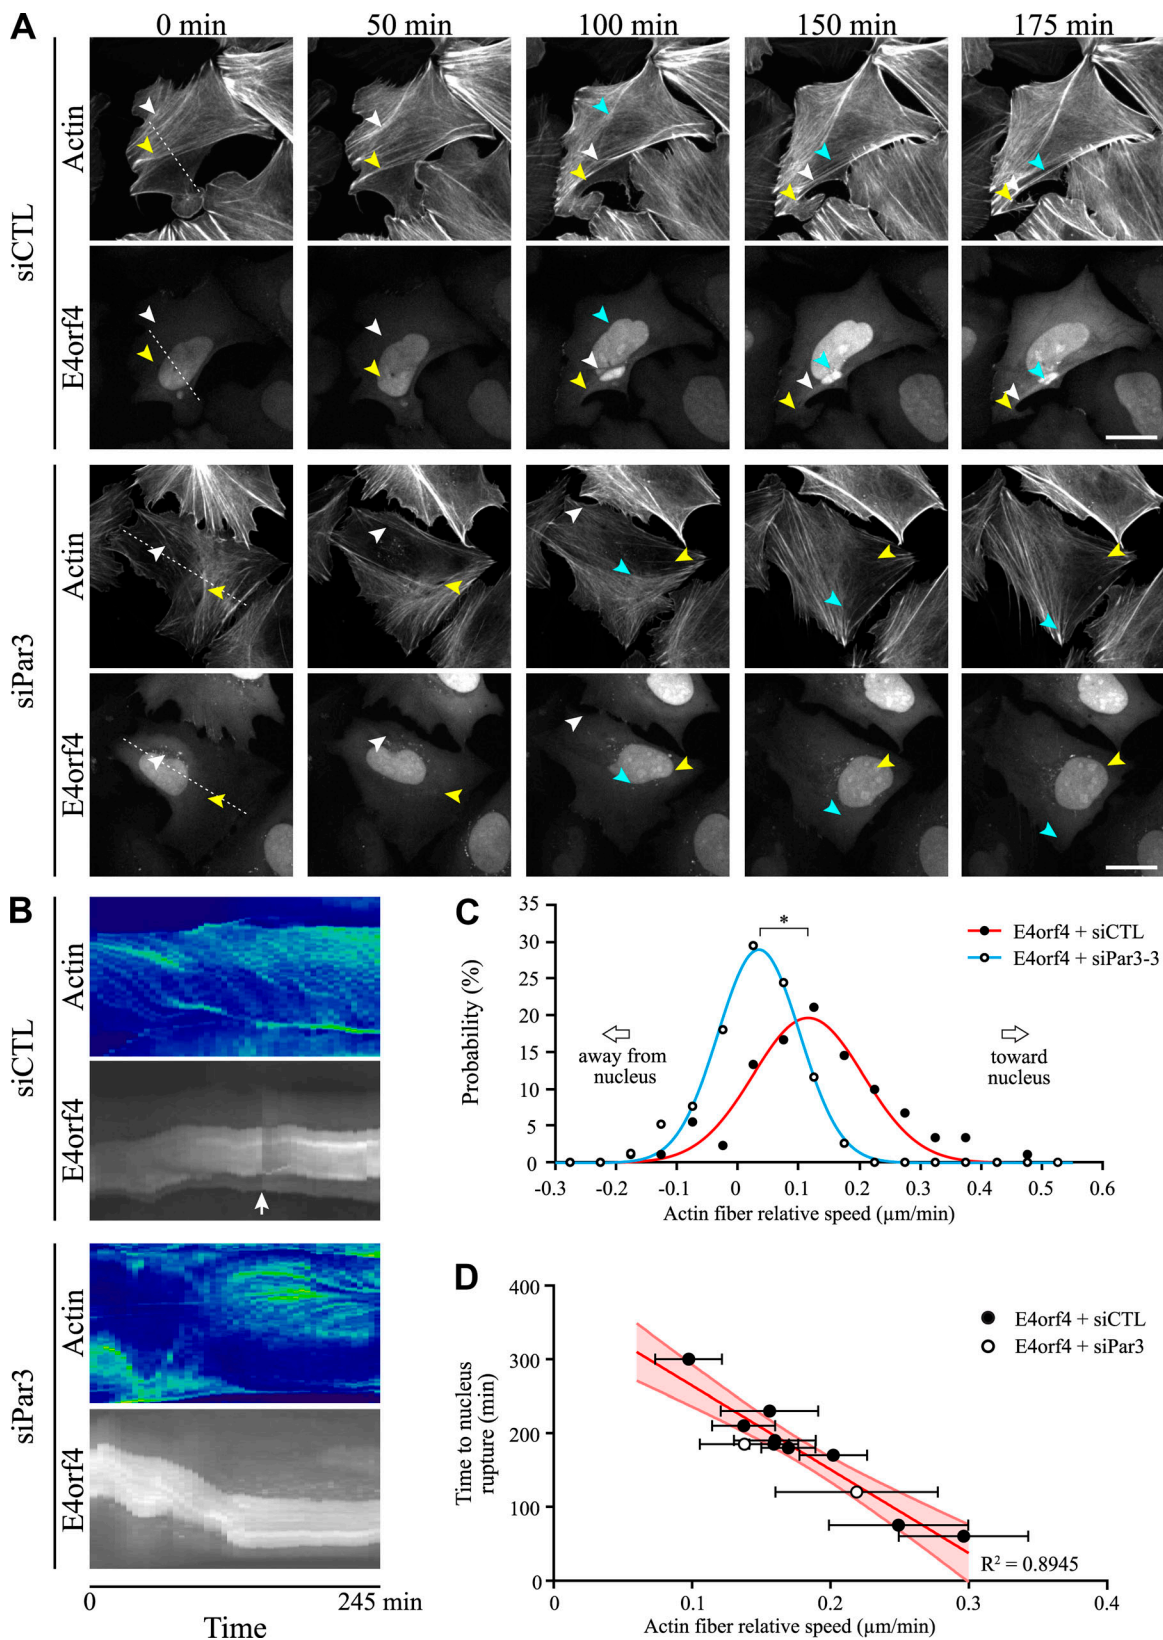 A
0 min
50 min
100 min
150 min
175 min
siCTL
Actin
E4orf4
siPar3
Actin
E4orf4
B
siCTL
Actin
E4orf4
siPar3
Actin
E4orf4
0
245 min
Time
C
35
30
25
20
15
10
5
0
Probability (%)
*
E4orf4 + siCTL
E4orf4 + siPar3-3
away from
nucleus
toward
nucleus
-0.3
-0.2
-0.1
0
0.1
0.2
0.3
0.4
0.5
0.6
Actin fiber relative speed (µm/min)
D
400
300
200
100
0
Time to nucleus
rupture (min)
E4orf4 + siCTL
E4orf4 + siPar3
R² = 0.8945
0
0.1
0.2
0.3
0.4
Actin fiber relative speed (µm/min)